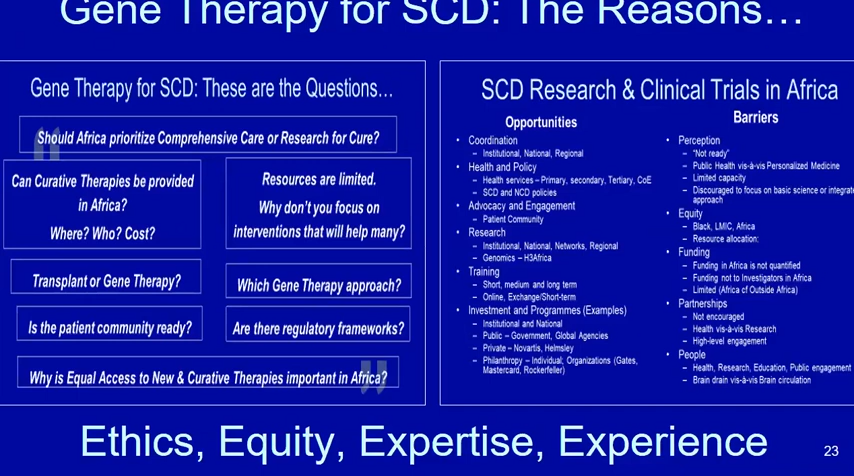 Gene Therapy for SCD: The Reasons…
Gene Therapy for SCD: These are the Questions…
Should Africa prioritize Comprehensive Care or Research for Cure?
Can Curative Therapies be provided
in Africa?
Where? Who? Cost?
Resources are limited.
Why don't you focus on
interventions that will help many?
Transplant or Gene Therapy?
Which Gene Therapy approach?
Is the patient community ready?
Are there regulatory frameworks?
Why is Equal Access to New & Curative Therapies important in Africa?
SCD Research & Clinical Trials in Africa
Opportunities
• Coordination
– Institutional, National, Regional
• Health and Policy
– Health services – Primary, secondary, Tertiary, CoE
– SCD and NCD policies
• Advocacy and Engagement
– Patient Community
• Research
– Institutional, National, Networks, Regional
– Genomics – H3Africa
• Training
– Short, medium and long term
– Online, Exchange/Short-term
• Investment and Programmes (Examples)
– Institutional and National
– Public – Government, Global Agencies
– Private – Novartis, Helmsley
– Philanthropy – Individual; Organizations (Gates,
Mastercard, Rockerfeller)
Barriers
• Perception
– "Not ready"
– Public Health vis-à-vis Personalized Medicine
– Limited capacity
– Discouraged to focus on basic science or integrate
approach
• Equity
– Black, LMIC, Africa
– Resource allocation:
• Funding
– Funding in Africa is not quantified
– Funding not to Investigators in Africa
– Limited (Africa cf Outside Africa)
• Partnerships
– Not encouraged
– Health vis-à-vis Research
– High-level engagement
• People
– Health, Research, Education, Public engagement
– Brain drain vis-à-vis Brain circulation
Ethics, Equity, Expertise, Experience
23